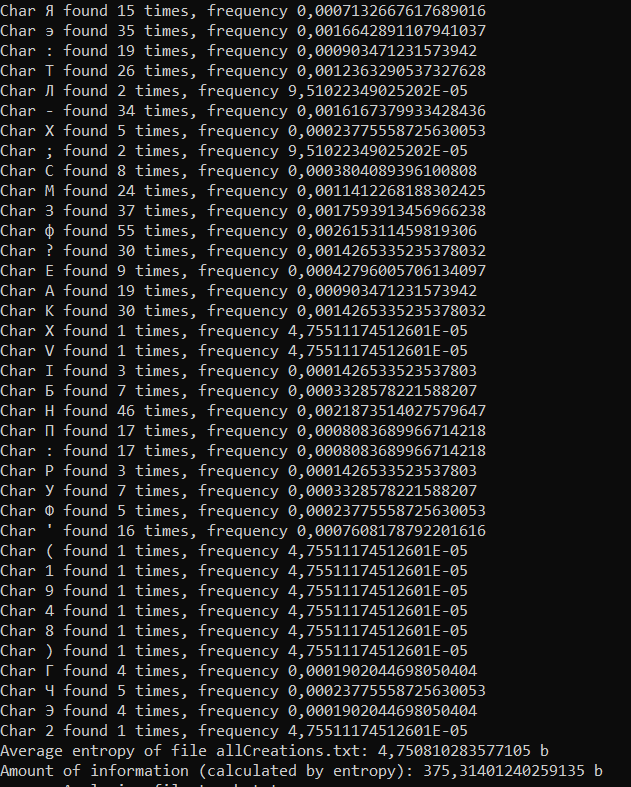 Char Я found 15 times, frequency 0,0007132667617689016
Char э found 35 times, frequency 0,0016642891107941037
Char : found 19 times, frequency 0,000903471231573942
Char Т found 26 times, frequency 0,0012363290537327628
Char Л found 2 times, frequency 9,51022349025202E-05
Char - found 34 times, frequency 0,0016167379933428436
Char Х found 5 times, frequency 0,00023775558725630053
Char ; found 2 times, frequency 9,51022349025202E-05
Char С found 8 times, frequency 0,0003804089396100808
Char М found 24 times, frequency 0,0011412268188302425
Char З found 37 times, frequency 0,0017593913456966238
Char ф found 55 times, frequency 0,002615311459819306
Char ? found 30 times, frequency 0,0014265335235378032
Char Е found 9 times, frequency 0,00042796005706134097
Char А found 19 times, frequency 0,000903471231573942
Char К found 30 times, frequency 0,0014265335235378032
Char X found 1 times, frequency 4,75511174512601E-05
Char V found 1 times, frequency 4,75511174512601E-05
Char I found 3 times, frequency 0,00014265335235​37803
Char Б found 7 times, frequency 0,0003328578221588207
Char Н found 46 times, frequency 0,0021873514027579647
Char П found 17 times, frequency 0,0008083689966714218
Char : found 17 times, frequency 0,0008083689966714218
Char Р found 3 times, frequency 0,0001426533523537803
Char У found 7 times, frequency 0,0003328578221588207
Char Ф found 5 times, frequency 0,00023775558725630053
Char ' found 16 times, frequency 0,0007608178792201616
Char ( found 1 times, frequency 4,75511174512601E-05
Char 1 found 1 times, frequency 4,75511174512601E-05
Char 9 found 1 times, frequency 4,75511174512601E-05
Char 4 found 1 times, frequency 4,75511174512601E-05
Char 8 found 1 times, frequency 4,75511174512601E-05
Char ) found 1 times, frequency 4,75511174512601E-05
Char Г found 4 times, frequency 0,0001902044698050404
Char Ч found 5 times, frequency 0,00023775558725630053
Char Э found 4 times, frequency 0,0001902044698050404
Char 2 found 1 times, frequency 4,75511174512601E-05
Average entropy of file allCreations.txt: 4,750810283577105 b
Amount of information (calculated by entropy): 375,31401240259135 b